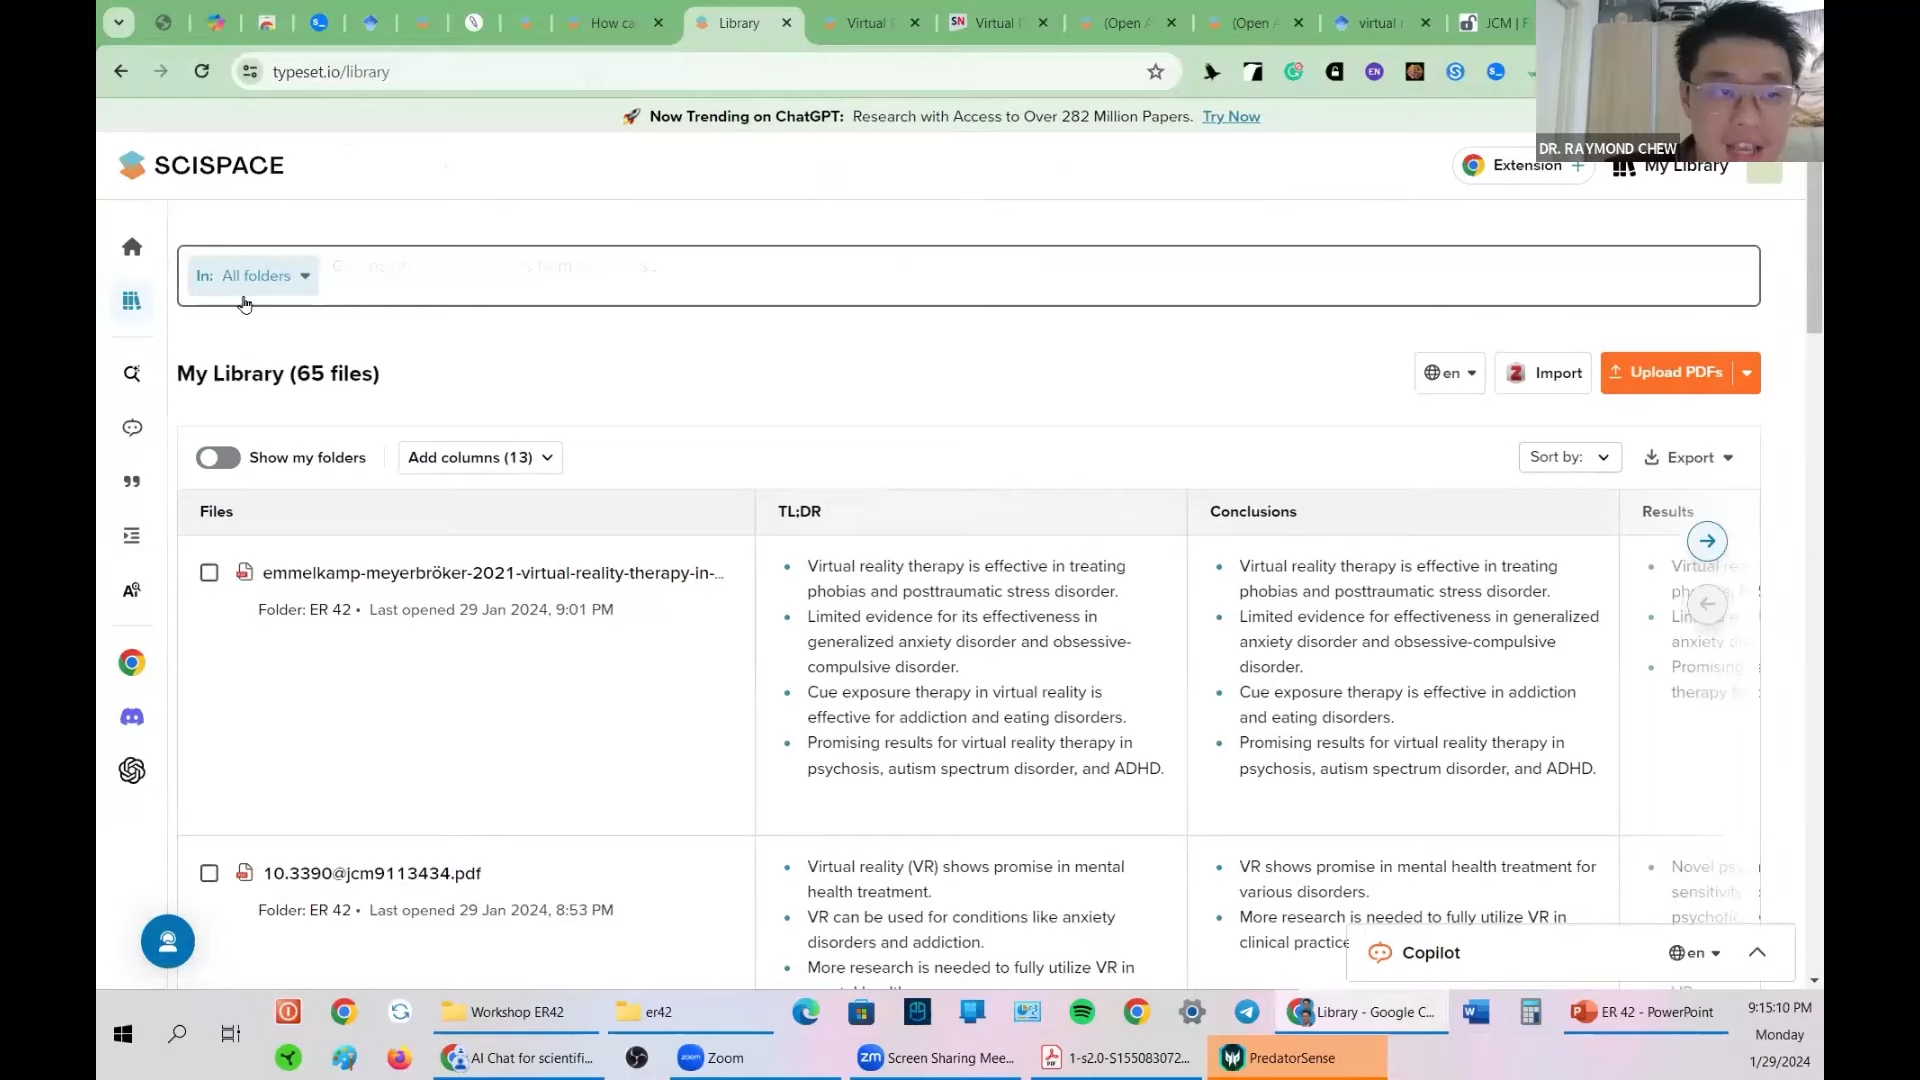 How ca
Library
Virtual
Virtual
(Open
(Open
virtual
JCM | F
typeset.io/library
EN
Now Trending on ChatGPT: Research with Access to Over 282 Million Papers. Try Now
DR. RAYMOND CHEW
SCISPACE
Extension +
My Library
In: All folders
My Library (65 files)
en
Import
Upload PDFs
Show my folders
Add columns (13)
Sort by:
Export
Files
TL;DR
Conclusions
Results
emmelkamp-meyerbröker-2021-virtual-reality-therapy-in-...
Folder: ER 42 • Last opened 29 Jan 2024, 9:01 PM
• Virtual reality therapy is effective in treating
phobias and posttraumatic stress disorder.
• Limited evidence for its effectiveness in
generalized anxiety disorder and obsessive-
compulsive disorder.
• Cue exposure therapy in virtual reality is
effective for addiction and eating disorders.
• Promising results for virtual reality therapy in
psychosis, autism spectrum disorder, and ADHD.
• Virtual reality therapy is effective in treating
phobias and posttraumatic stress disorder.
• Limited evidence for effectiveness in generalized
anxiety disorder and obsessive-compulsive
disorder.
• Cue exposure therapy is effective in addiction
and eating disorders.
• Promising results for virtual reality therapy in
psychosis, autism spectrum disorder, and ADHD.
Virtual
anxiety
Promising
therapy
10.3390@jcm9113434.pdf
Folder: ER 42 • Last opened 29 Jan 2024, 8:53 PM
• Virtual reality (VR) shows promise in mental
health treatment.
• VR can be used for conditions like anxiety
disorders and addiction.
• More research is needed to fully utilize VR in
• VR shows promise in mental health treatment for
various disorders.
• More research is needed to fully utilize VR in
clinical practice
Novel
sensitivity
psychotic
Copilot
en
Workshop ER42
er42
Library - Google C...
ER 42 - PowerPoint
9:15:10 PM
Monday
1/29/2024
AI Chat for scientifi...
Zoom
Screen Sharing Mee...
1-s2.0-S155083072...
PredatorSense